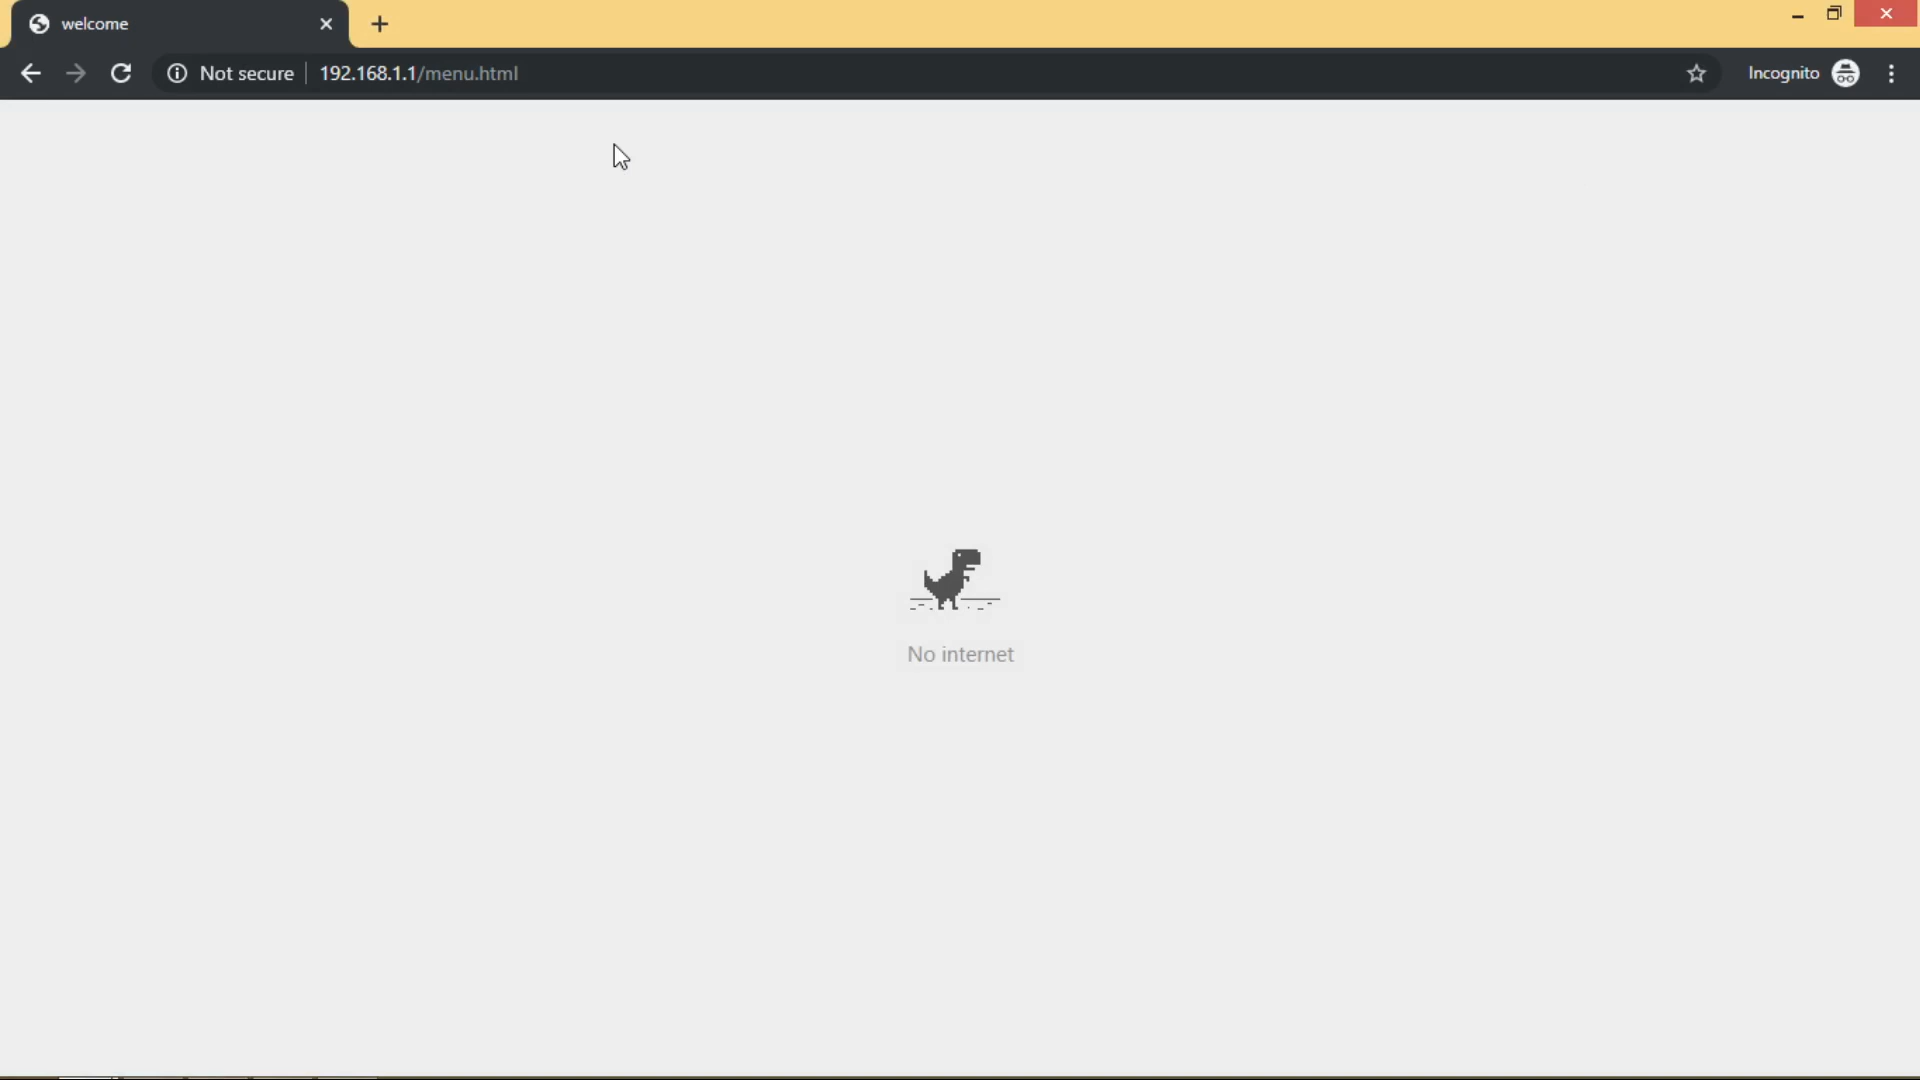 welcome
Not secure
192.168.1.1/menu.html
Incognito
No internet